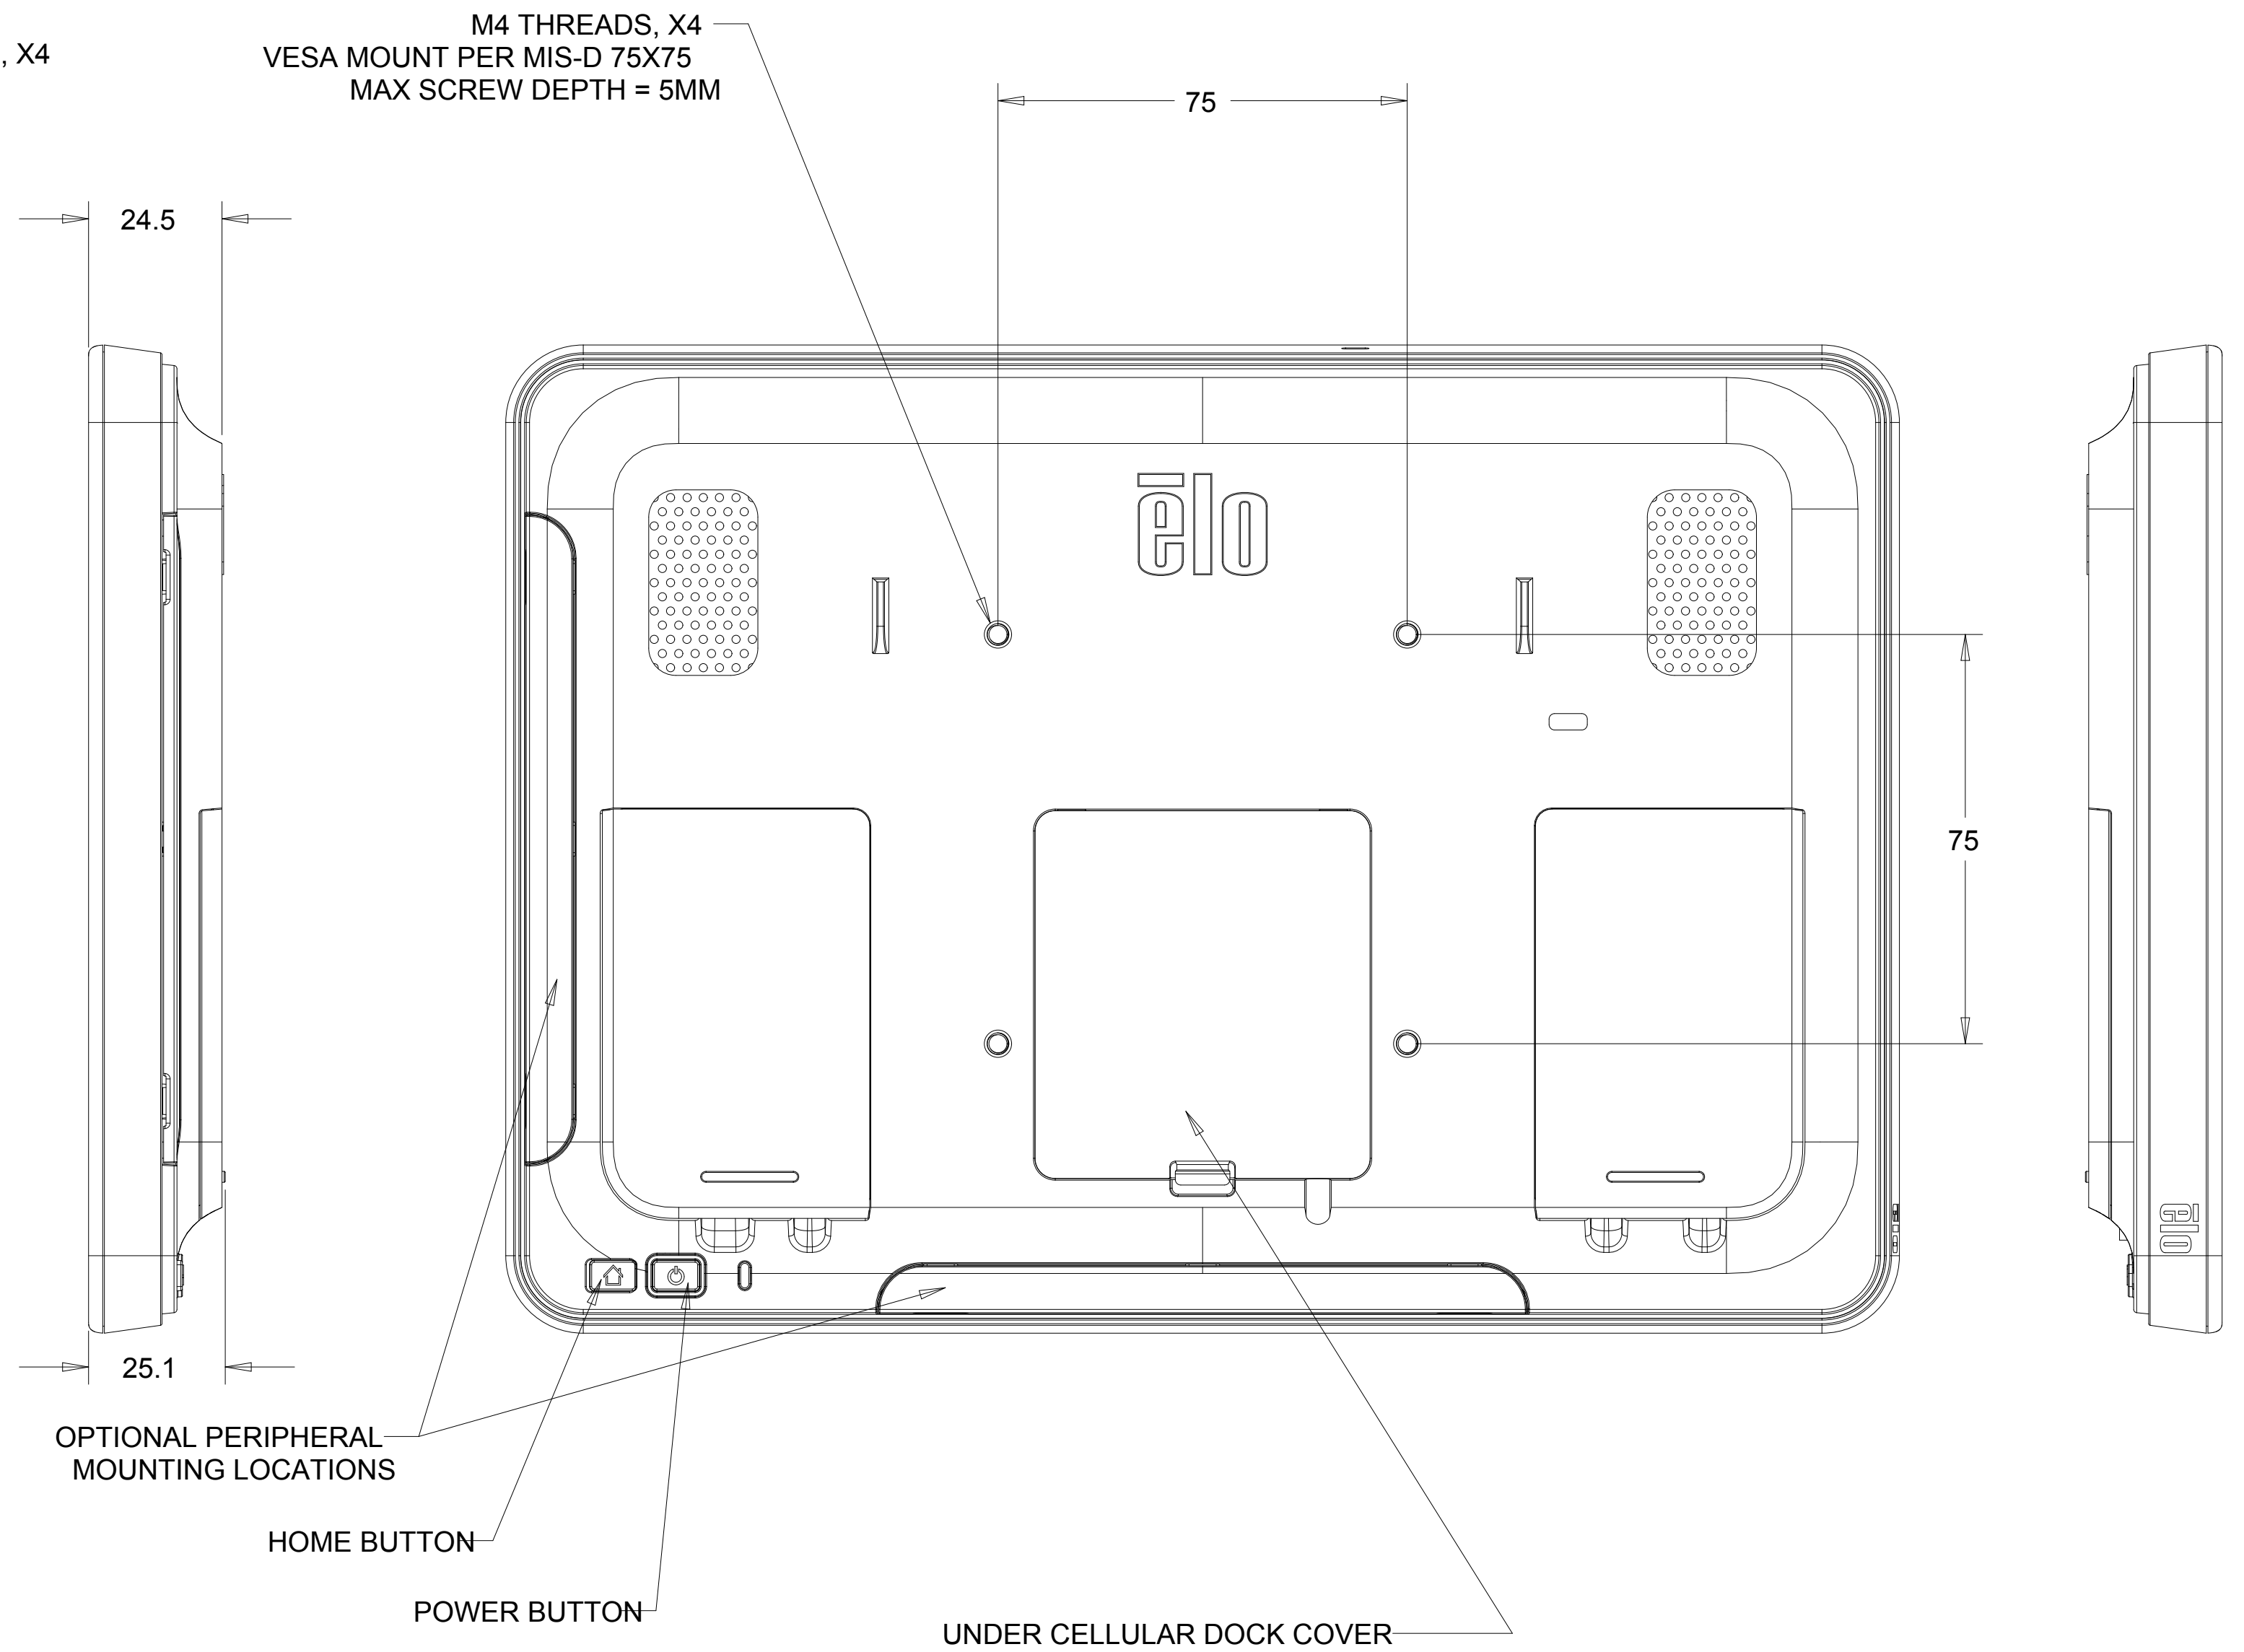 M4 THREADS, X4
, X4
VESA MOUNT PER MIS-D 75X75
MAX SCREW DEPTH = 5MM
75
24.5
ēlo
75
ēlo
25.1
OPTIONAL PERIPHERAL
MOUNTING LOCATIONS
HOME BUTTON
POWER BUTTON
UNDER CELLULAR DOCK COVER